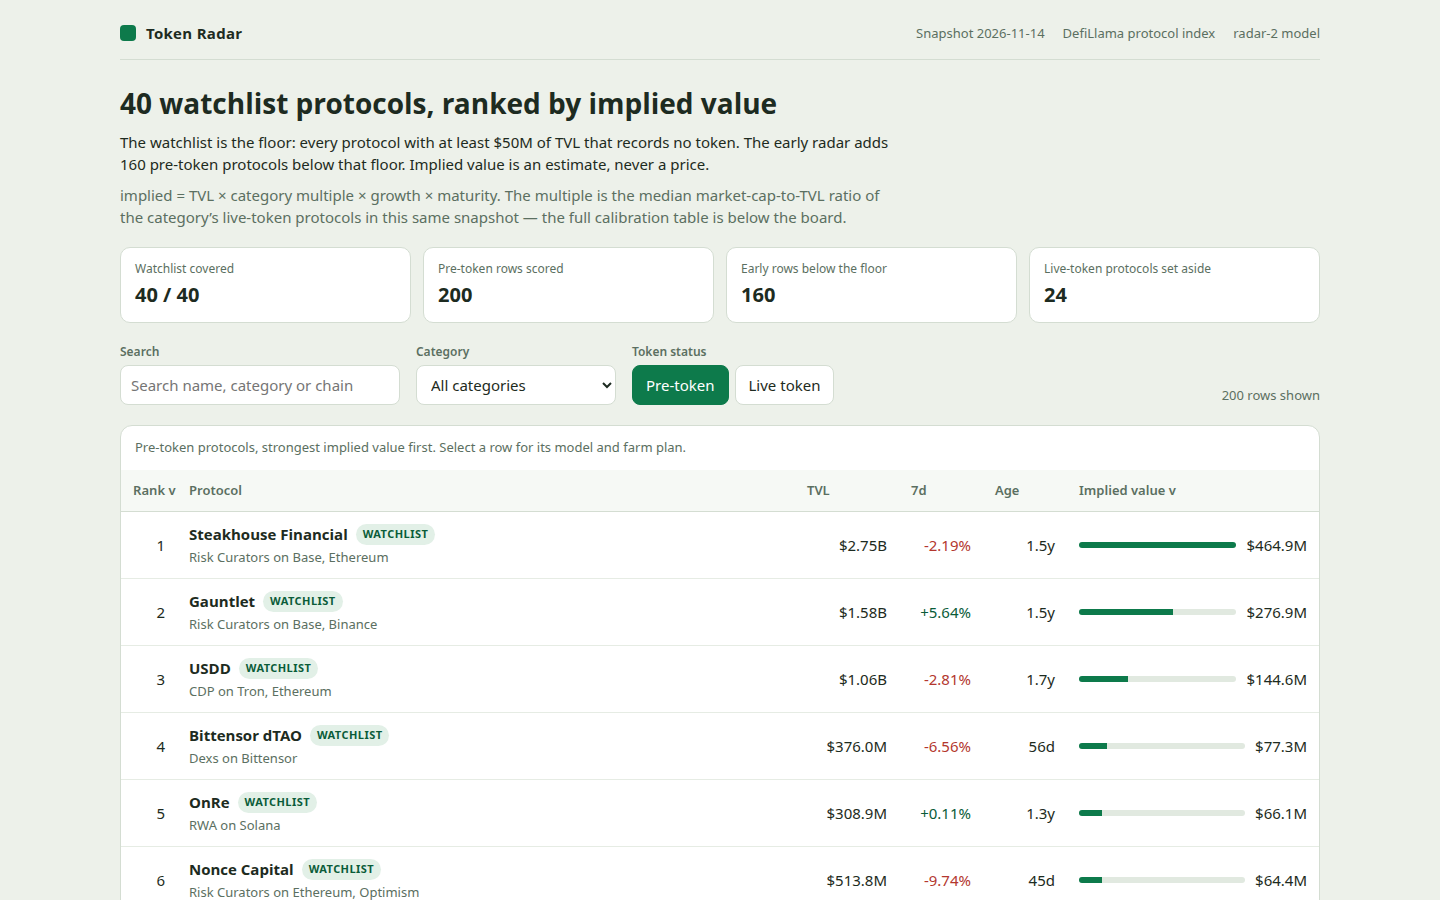 Token Radar
Snapshot 2026-11-14 DefiLlama protocol index radar-2 model
40 watchlist protocols, ranked by implied value
The watchlist is the floor: every protocol with at least $50M of TVL that records no token. The early radar adds
160 pre-token protocols below that floor. Implied value is an estimate, never a price.
implied = TVL × category multiple × growth × maturity. The multiple is the median market-cap-to-TVL ratio of
the category's live-token protocols in this same snapshot — the full calibration table is below the board.
Watchlist covered
40 / 40
Pre-token rows scored
200
Early rows below the floor
160
Live-token protocols set aside
24
Search
Search name, category or chain
Category
All categories
Token status
Pre-token
Live token
200 rows shown
Pre-token protocols, strongest implied value first. Select a row for its model and farm plan.
Rank v Protocol TVL 7d Age Implied value v
1 Steakhouse Financial WATCHLIST $2.75B -2.19% 1.5y $464.9M
Risk Curators on Base, Ethereum
2 Gauntlet WATCHLIST $1.58B +5.64% 1.5y $276.9M
Risk Curators on Base, Binance
3 USDD WATCHLIST $1.06B -2.81% 1.7y $144.6M
CDP on Tron, Ethereum
4 Bittensor dTAO WATCHLIST $376.0M -6.56% 56d $77.3M
Dexs on Bittensor
5 OnRe WATCHLIST $308.9M +0.11% 1.3y $66.1M
RWA on Solana
6 Nonce Capital WATCHLIST $513.8M -9.74% 45d $64.4M
Risk Curators on Ethereum, Optimism